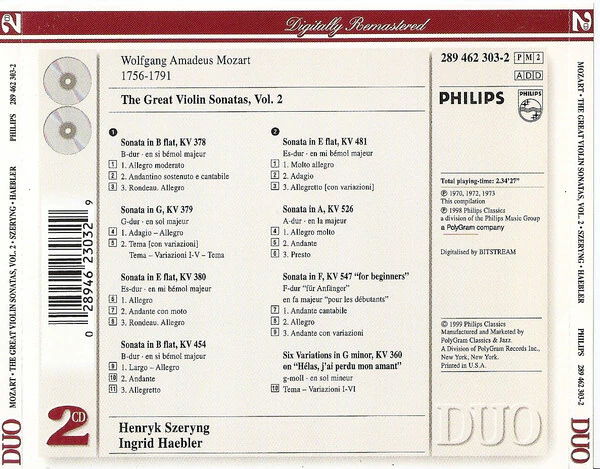 Digitally Remastered
2CD
MOZART • THE GREAT VIOLIN SONATAS, VOL. 2 • SZERYNG • HAEBLER
PHILIPS
289 462 303-2
DUO
Wolfgang Amadeus Mozart
1756-1791
The Great Violin Sonatas, Vol. 2
1
Sonata in B flat, KV 378
B-dur · en si bémol majeur
1 1. Allegro moderato
2 2. Andantino sostenuto e cantabile
3 3. Rondeau. Allegro
Sonata in G, KV 379
G-dur · en sol majeur
4 1. Adagio – Allegro
5 2. Tema [con variazioni]
Tema – Variazioni I-V – Tema
Sonata in E flat, KV 380
Es-dur · en mi bémol majeur
6 1. Allegro
7 2. Andante con moto
8 3. Rondeau. Allegro
Sonata in B flat, KV 454
B-dur · en si bémol majeur
9 1. Largo – Allegro
10 2. Andante
11 3. Allegretto
2
Sonata in E flat, KV 481
Es-dur · en mi bémol majeur
1 1. Molto allegro
2 2. Adagio
3 3. Allegretto [con variazioni]
Sonata in A, KV 526
A-dur · en la majeur
4 1. Allegro molto
5 2. Andante
6 3. Presto
Sonata in F, KV 547 “for beginners”
F-dur “für Anfänger”
en fa majeur “pour les débutants”
7 1. Andante cantabile
8 2. Allegro
9 3. Andante con variazioni
Six Variations in G minor, KV 360
on “Hélas, j'ai perdu mon amant”
g-moll · en sol mineur
10 Tema – Variazioni I-VI
Henryk Szeryng
Ingrid Haebler
0 28946 23032 9
2CD
289 462 303-2 PM2
ADD
PHILIPS
PHILIPS
Total playing-time: 2.34'27"
Ⓟ 1970, 1972, 1973
This compilation
Ⓟ 1998 Philips Classics
a division of the Philips Music Group
a PolyGram company
Digitalised by BITSTREAM
© 1999 Philips Classics
Manufactured and Marketed by
PolyGram Classics & Jazz.
A Division of PolyGram Records Inc.,
New York, New York.
Printed in U.S.A.
DUO
2CD
MOZART • THE GREAT VIOLIN SONATAS, VOL. 2 • SZERYNG • HAEBLER
PHILIPS
289 462 303-2
DUO